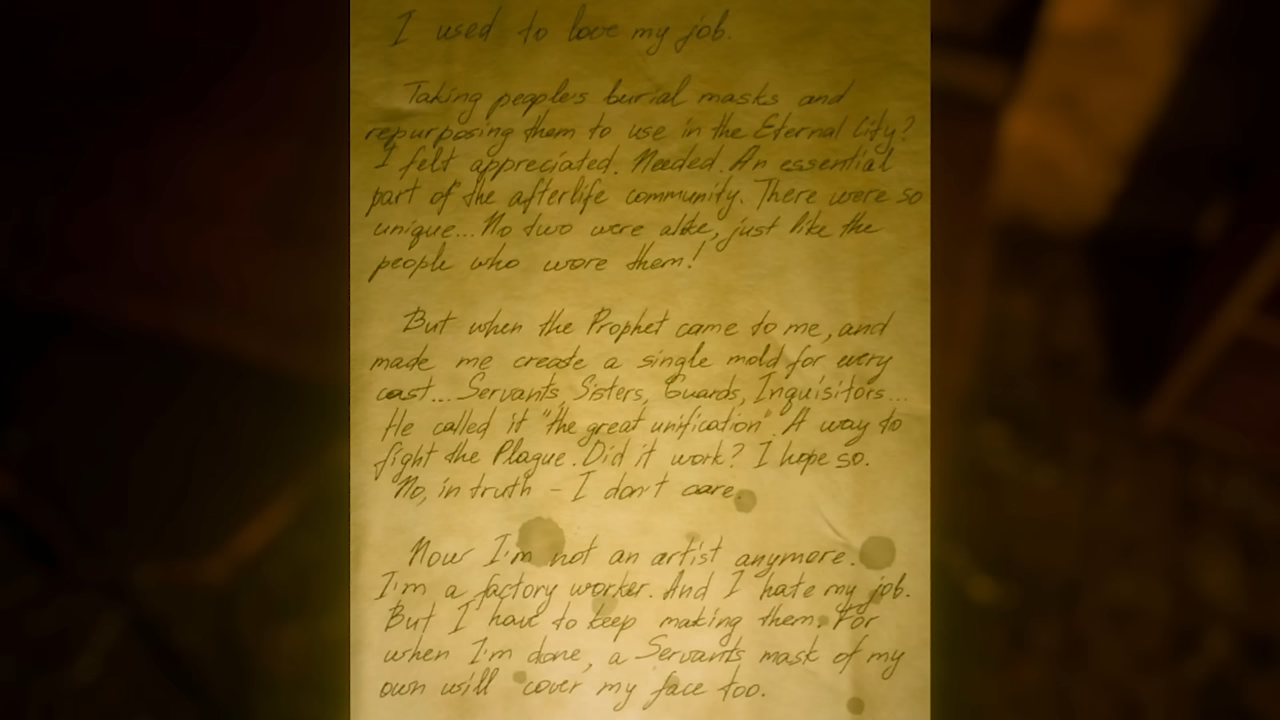 I used to love my job.
Taking people's burial masks and
repurposing them to use in the Eternal City?
I felt appreciated. Needed. An essential
part of the afterlife community. There were so
unique... No two were alike, just like the
people who wore them!
But when the Prophet came to me, and
made me create a single mold for every
cast... Servants, Sisters, Guards, Inquisitors...
He called it "the great unification". A way to
fight the Plague. Did it work? I hope so.
No, in truth - I don't care.
Now I'm not an artist anymore.
I'm a factory worker. And I hate my job.
But I have to keep making them. For
when I'm done, a Servants mask of my
own will cover my face too.